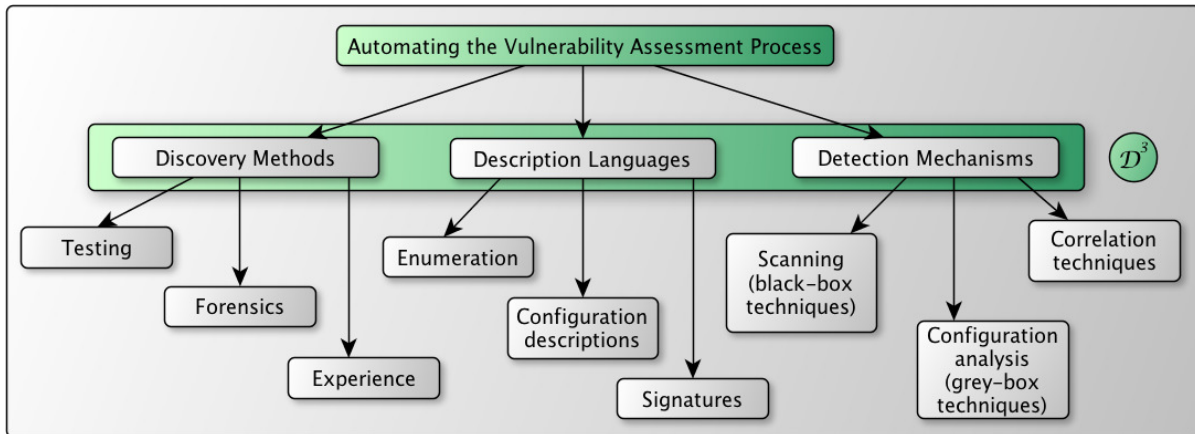 Automating the Vulnerability Assessment Process
Discovery Methods
Description Languages
Detection Mechanisms
D³
Testing
Forensics
Experience
Enumeration
Configuration
descriptions
Signatures
Scanning
(black-box
techniques)
Configuration
analysis
(grey-box
techniques)
Correlation
techniques